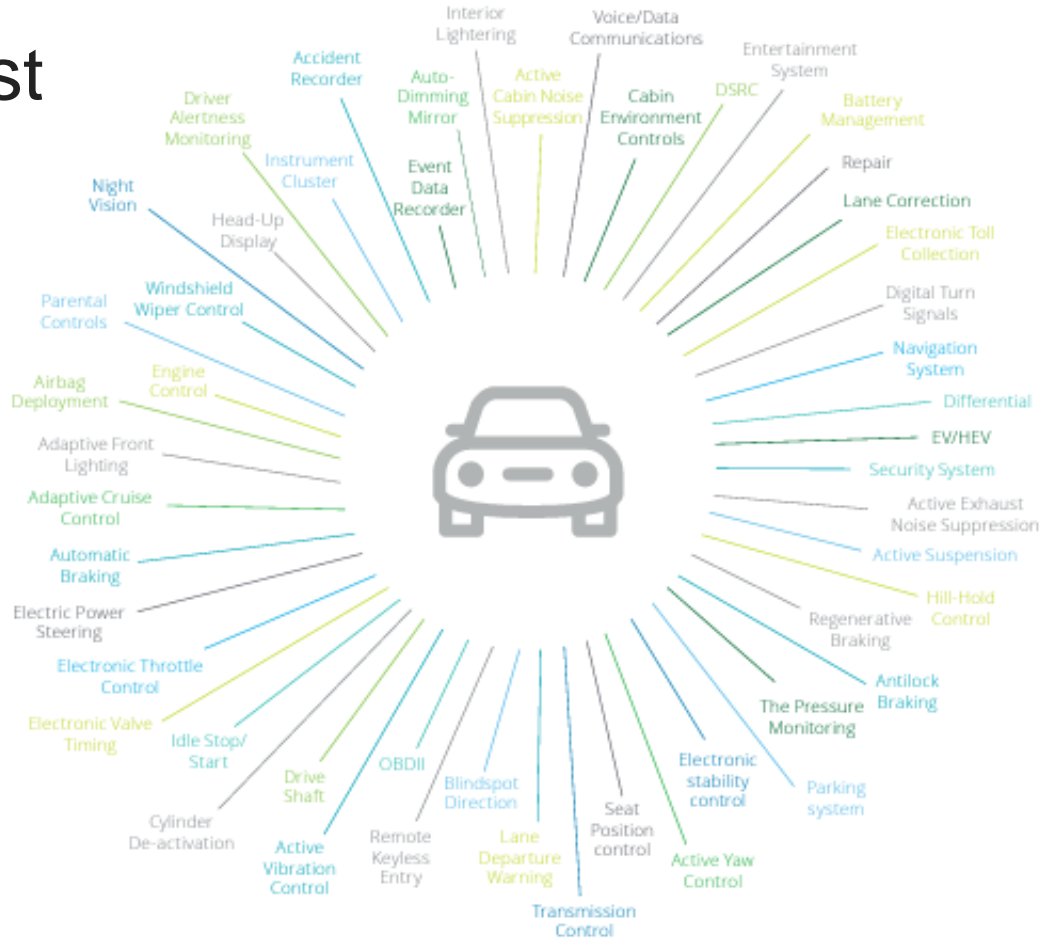 st
Interior
Lightering
Voice/Data
Communications
Accident
Recorder
Auto-
Dimming
Mirror
Active
Cabin Noise
Suppression
Cabin
Environment
Controls
DSRC
Entertainment
System
Battery
Management
Driver
Alertness
Monitoring
Instrument
Cluster
Event
Data
Recorder
Repair
Night
Vision
Head-Up
Display
Lane Correction
Electronic Toll
Collection
Windshield
Wiper Control
Parental
Controls
Digital Turn
Signals
Navigation
System
Engine
Control
Airbag
Deployment
Differential
Adaptive Front
Lighting
EV/HEV
Security System
Adaptive Cruise
Control
Active Exhaust
Noise Suppression
Automatic
Braking
Active Suspension
Electric Power
Steering
Hill-Hold
Control
Regenerative
Braking
Electronic Throttle
Control
Antilock
Braking
Electronic Valve
Timing
Idle Stop/
Start
The Pressure
Monitoring
Drive
Shaft
OBDII
Blindspot
Direction
Electronic
stability
control
Parking
system
Cylinder
De-activation
Active
Vibration
Control
Remote
Keyless
Entry
Lane
Departure
Warning
Seat
Position
control
Active Yaw
Control
Transmission
Control